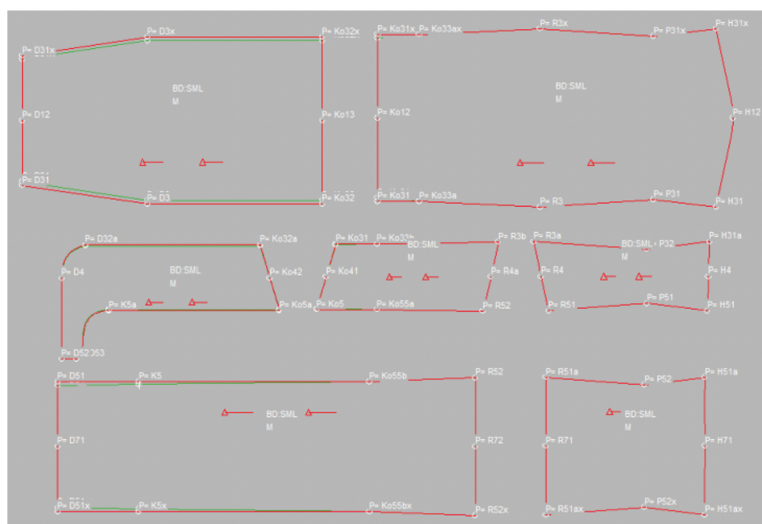 P= D3x
P= Ko32x
P= Ko31x
P= Ko33ax
P= R3x
P= H31x
P= D31x
P= P31x
BD:SML
M
BD:SML
M
P= D12
P= Ko13
P= Ko12
P= H12
P= D31
P= D3
P= Ko32
P= Ko31
P= Ko33a
P= R3
P= P31
P= H31
P= D32a
P= Ko32a
P= Ko31
P= Ko33b
BD:SML
M
P= R3b
P= R3a
BD:SML
P32
M
P= H31a
P= D4
BD:SML
M
P= Ko42
P= Ko41
P= R4a
P= R4
P= H4
P= K5a
P= Ko5a
P= Ko5
P= Ko55a
P= R52
P= R51
P= P51
P= H51
P= D52
D53
P= D51
P= K5
P= Ko55b
P= R52
P= R51a
P= P52
P= H51a
BD:SML
M
BD:SML
M
P= D71
P= R72
P= R71
P= H71
P= D51x
P= K5x
P= Ko55bx
P= R52x
P= R51ax
P= P52x
P= H51ax